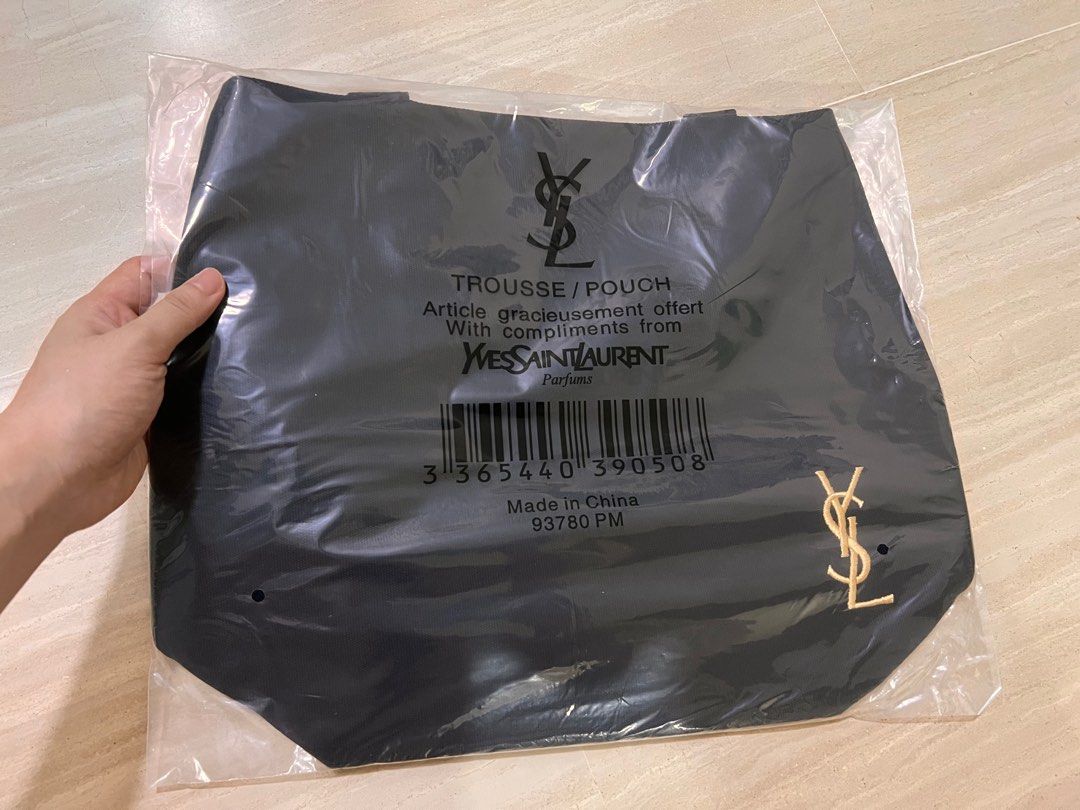 YSL
TROUSSE / POUCH
Article gracieusement offert
With compliments from
YVESSAINTLAURENT
Parfums
3 365440 390508
Made in China
93780 PM
YSL